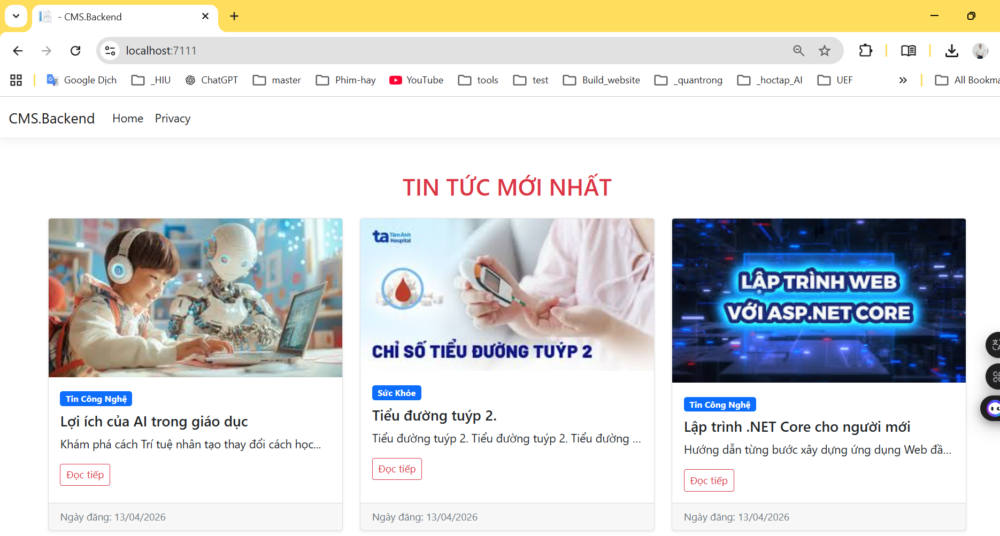 - CMS.Backend
localhost:7111
Google Dịch
_HIU
ChatGPT
master
Phim-hay
YouTube
tools
test
Build_website
_quantrong
_hoctap_AI
UEF
All Bookma
CMS.Backend Home Privacy
TIN TỨC MỚI NHẤT
Tin Công Nghệ
Lợi ích của AI trong giáo dục
Khám phá cách Trí tuệ nhân tạo thay đổi cách học...
Đọc tiếp
Ngày đăng: 13/04/2026
ta Tâm Anh
Hospital
CHỈ SỐ TIỂU ĐƯỜNG TUÝP 2
Sức Khỏe
Tiểu đường tuýp 2.
Tiểu đường tuýp 2. Tiểu đường tuýp 2. Tiểu đường ...
Đọc tiếp
Ngày đăng: 13/04/2026
LẬP TRÌNH WEB
VỚI ASP.NET CORE
Tin Công Nghệ
Lập trình .NET Core cho người mới
Hướng dẫn từng bước xây dựng ứng dụng Web đầ...
Đọc tiếp
Ngày đăng: 13/04/2026